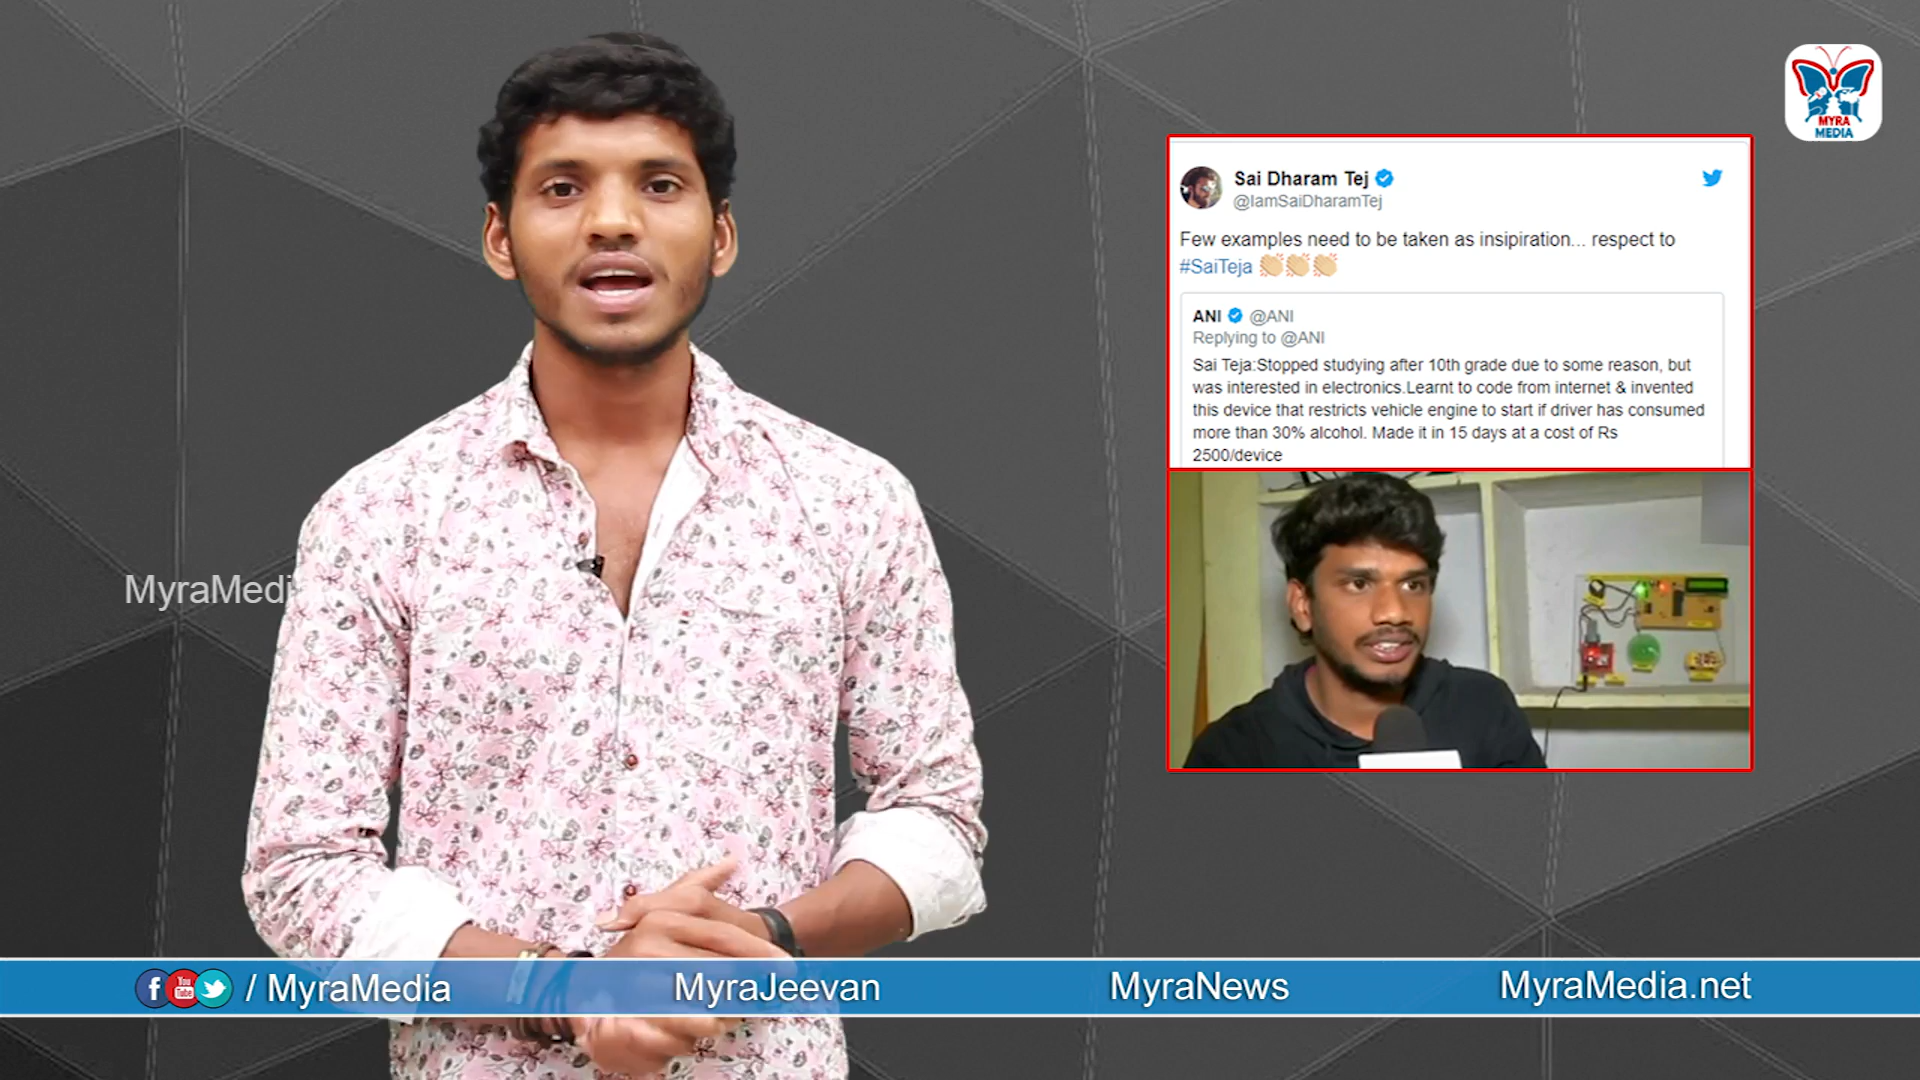 MYRA
MEDIA
Sai Dharam Tej
@IamSaiDharamTej
Few examples need to be taken as insipiration... respect to
#SaiTeja 👏👏👏
ANI @ANI
Replying to @ANI
Sai Teja:Stopped studying after 10th grade due to some reason, but
was interested in electronics.Learnt to code from internet & invented
this device that restricts vehicle engine to start if driver has consumed
more than 30% alcohol. Made it in 15 days at a cost of Rs
2500/device
MyraMedi
f You Tube / MyraMedia MyraJeevan MyraNews MyraMedia.net